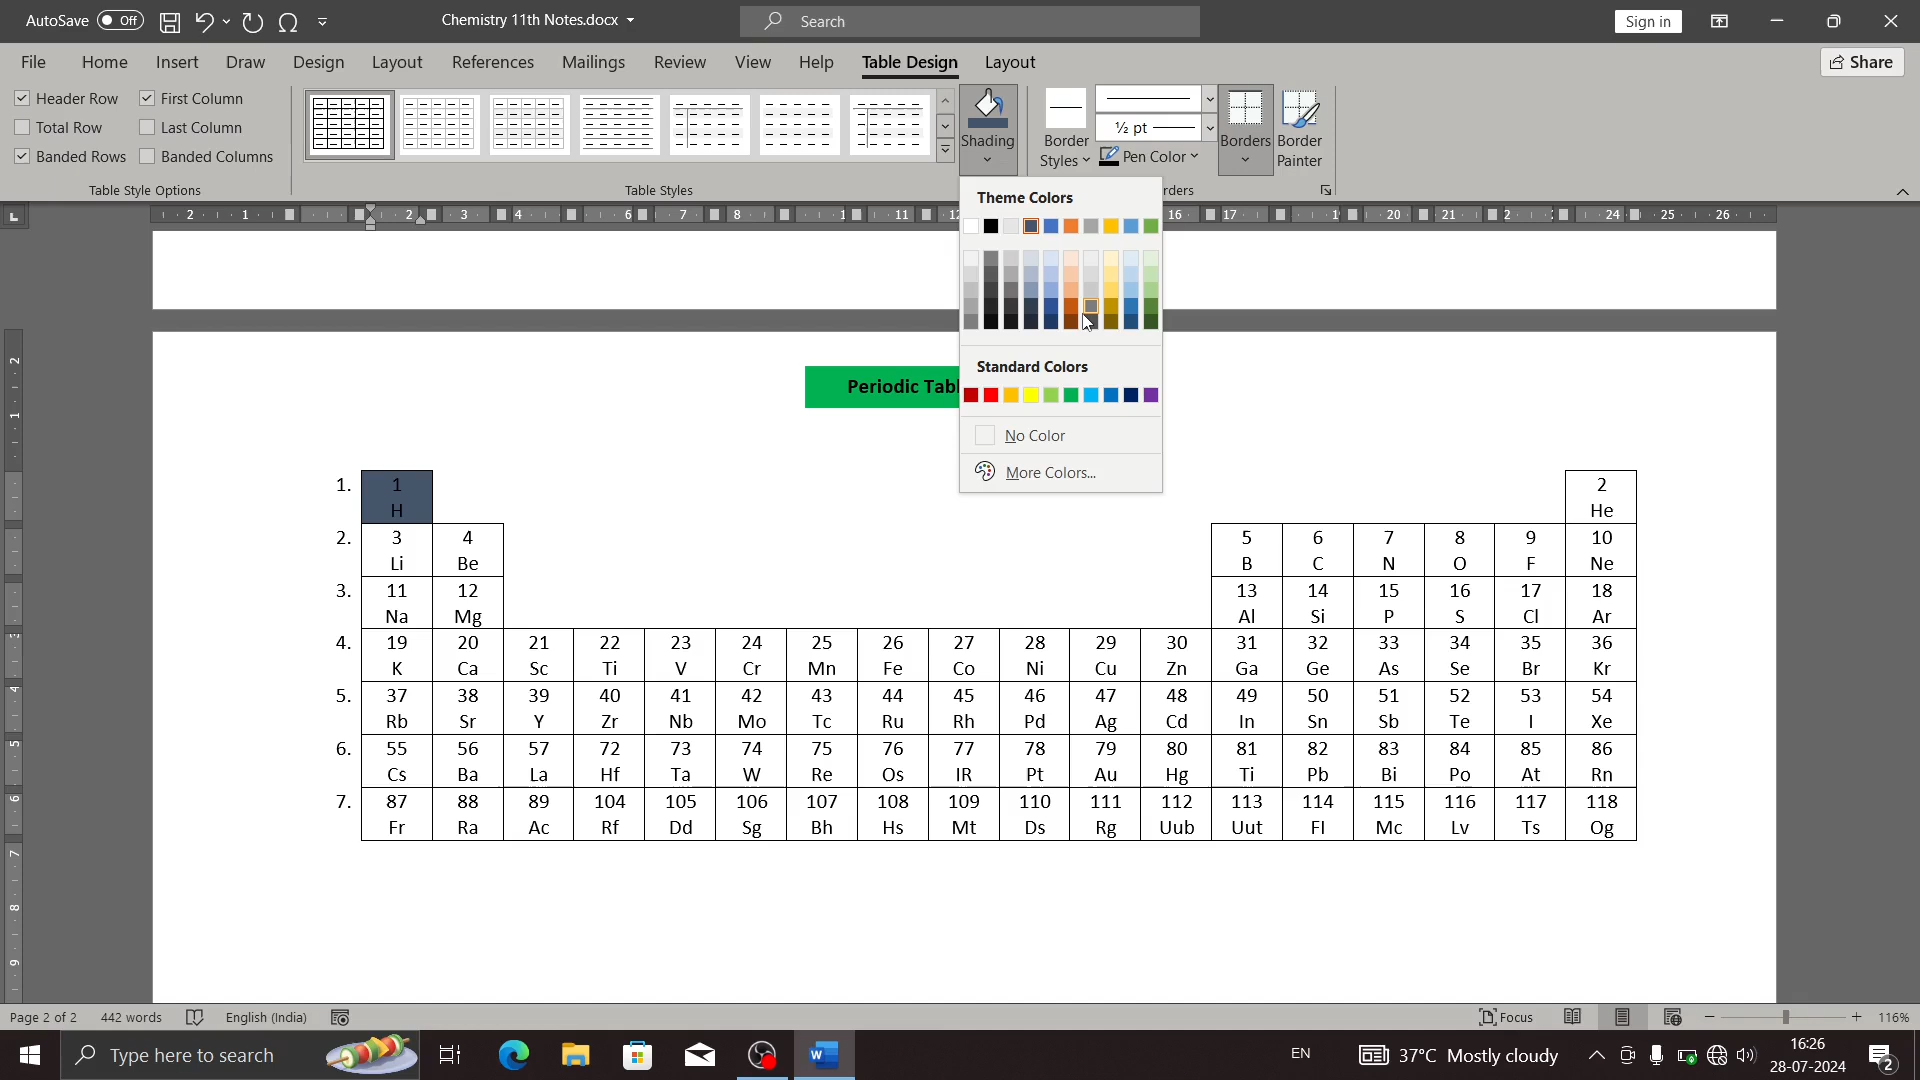 AutoSave Off Chemistry 11th Notes.docx Search Sign in
File Home Insert Draw Design Layout References Mailings Review View Help Table Design Layout Share
Header Row First Column
Total Row Last Column
Banded Rows Banded Columns
Table Style Options
Table Styles
Shading
Border Styles
½ pt
Pen Color
Borders
Border Painter
rders
Theme Colors
Standard Colors
No Color
More Colors...
Periodic Tabl
1. 1 2
H He
2. 3 4 5 6 7 8 9 10
Li Be B C N O F Ne
3. 11 12 13 14 15 16 17 18
Na Mg Al Si P S Cl Ar
4. 19 20 21 22 23 24 25 26 27 28 29 30 31 32 33 34 35 36
K Ca Sc Ti V Cr Mn Fe Co Ni Cu Zn Ga Ge As Se Br Kr
5. 37 38 39 40 41 42 43 44 45 46 47 48 49 50 51 52 53 54
Rb Sr Y Zr Nb Mo Tc Ru Rh Pd Ag Cd In Sn Sb Te I Xe
6. 55 56 57 72 73 74 75 76 77 78 79 80 81 82 83 84 85 86
Cs Ba La Hf Ta W Re Os IR Pt Au Hg Ti Pb Bi Po At Rn
7. 87 88 89 104 105 106 107 108 109 110 111 112 113 114 115 116 117 118
Fr Ra Ac Rf Dd Sg Bh Hs Mt Ds Rg Uub Uut Fl Mc Lv Ts Og
Page 2 of 2 442 words English (India) Focus 116%
Type here to search EN 37°C Mostly cloudy 16:26
28-07-2024 2